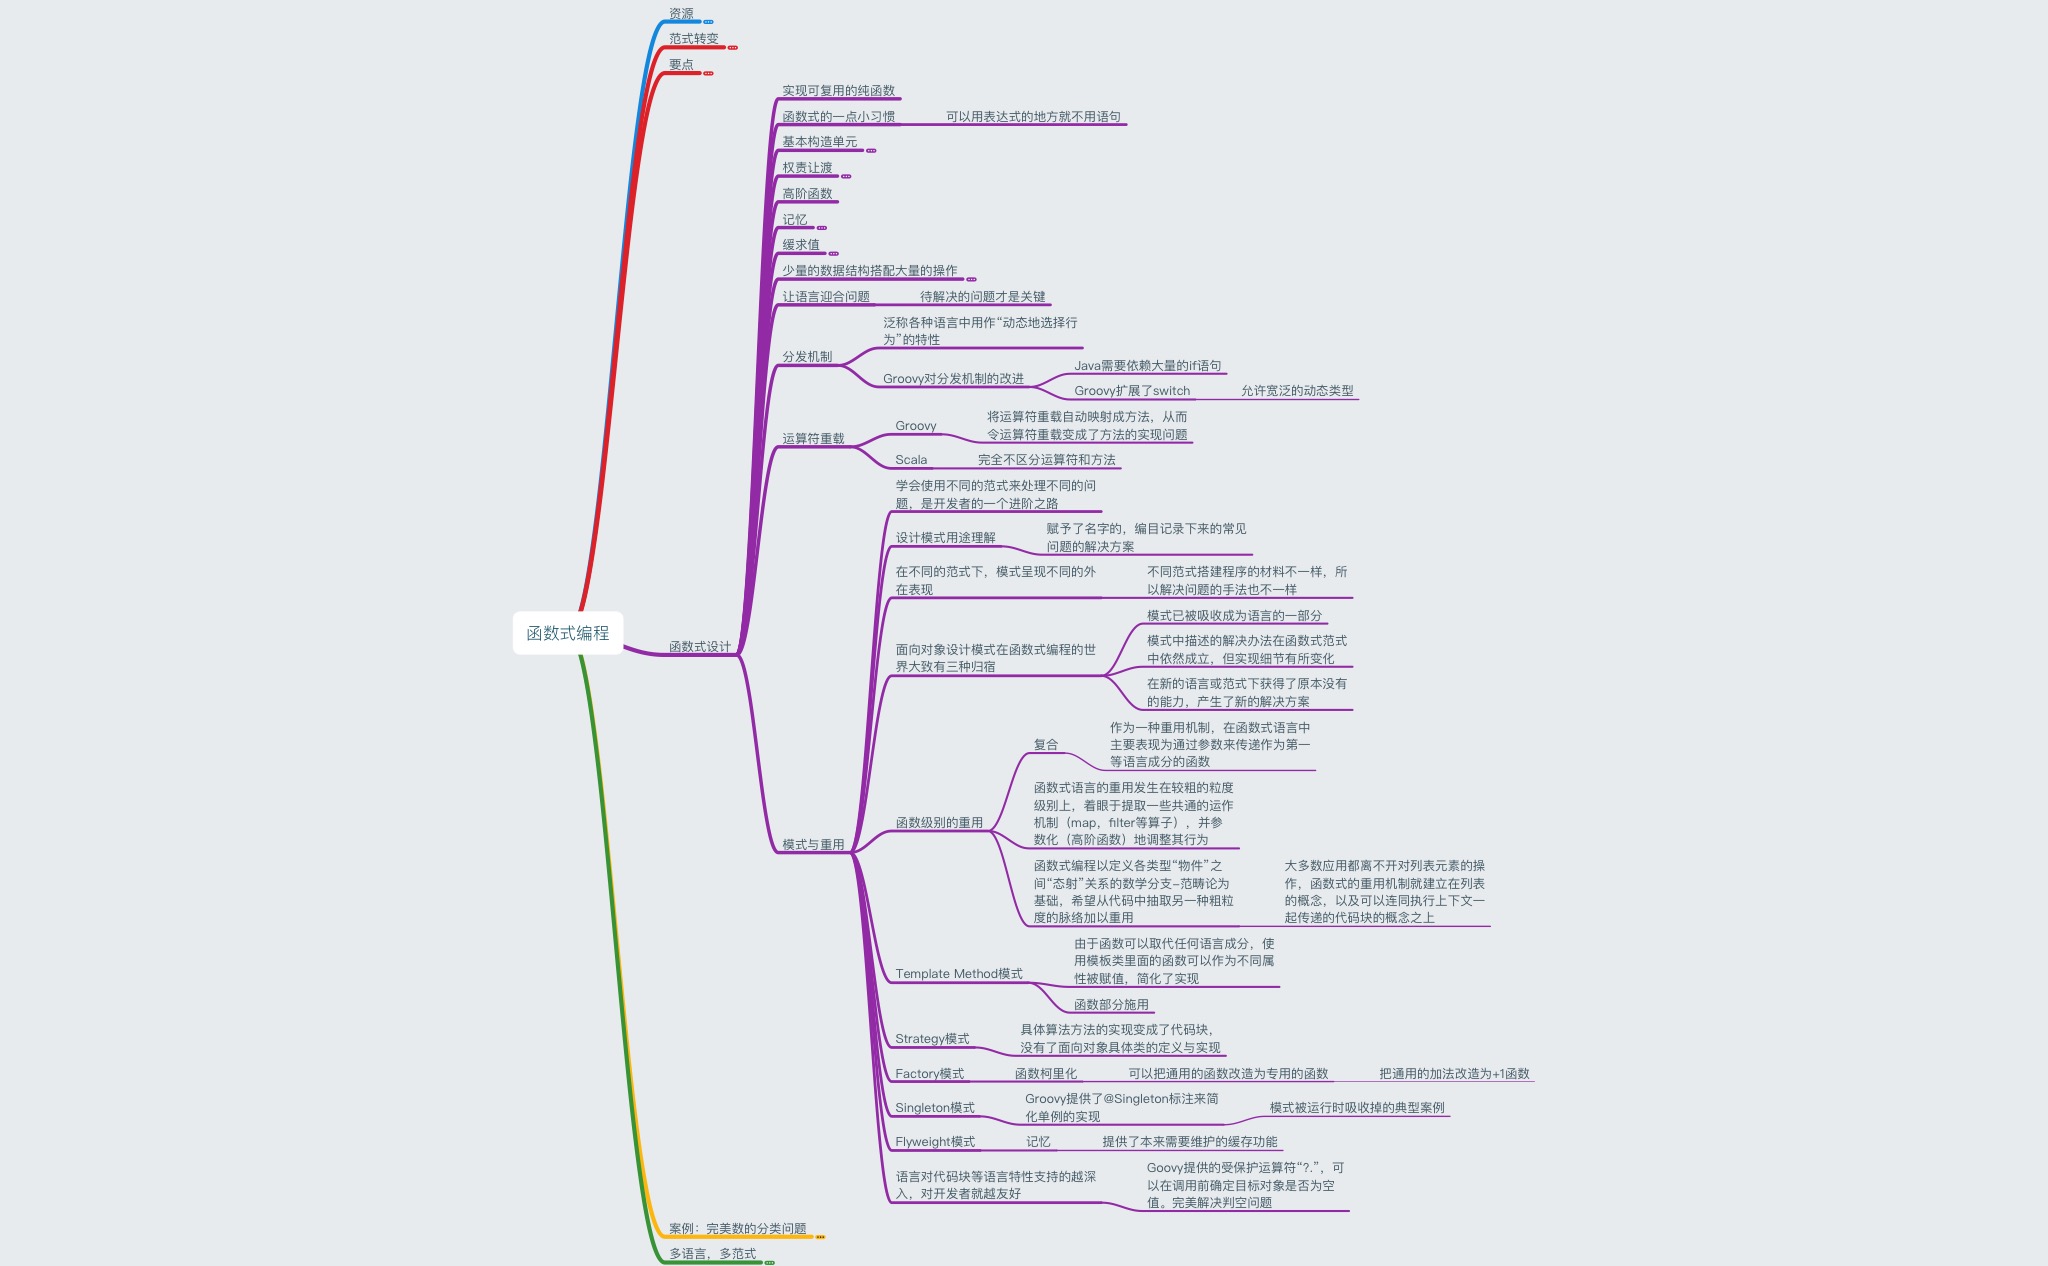 资源
范式转变
要点
实现可复用的纯函数
函数式的一点小习惯
可以用表达式的地方就不用语句
基本构造单元
权责让渡
高阶函数
记忆
缓求值
少量的数据结构搭配大量的操作
让语言迎合问题
待解决的问题才是关键
分发机制
泛称各种语言中用作“动态地选择行
为”的特性
Groovy对分发机制的改进
Java需要依赖大量的if语句
Groovy扩展了switch
允许宽泛的动态类型
运算符重载
Groovy
将运算符重载自动映射成方法，从而
令运算符重载变成了方法的实现问题
Scala
完全不区分运算符和方法
函数式编程
函数式设计
模式与重用
学会使用不同的范式来处理不同的问
题，是开发者的一个进阶之路
设计模式用途理解
赋予了名字的，编目记录下来的常见
问题的解决方案
在不同的范式下，模式呈现不同的外
在表现
不同范式搭建程序的材料不一样，所
以解决问题的手法也不一样
面向对象设计模式在函数式编程的世
界大致有三种归宿
模式已被吸收成为语言的一部分
模式中描述的解决办法在函数式范式
中依然成立，但实现细节有所变化
在新的语言或范式下获得了原本没有
的能力，产生了新的解决方案
函数级别的重用
复合
作为一种重用机制，在函数式语言中
主要表现为通过参数来传递作为第一
等语言成分的函数
函数式语言的重用发生在较粗的粒度
级别上，着眼于提取一些共通的运作
机制（map，filter等算子），并参
数化（高阶函数）地调整其行为
函数式编程以定义各类型“物件”之
间“态射”关系的数学分支-范畴论为
基础，希望从代码中抽取另一种粗粒
度的脉络加以重用
大多数应用都离不开对列表元素的操
作，函数式的重用机制就建立在列表
的概念，以及可以连同执行上下文一
起传递的代码块的概念之上
Template Method模式
由于函数可以取代任何语言成分，使
用模板类里面的函数可以作为不同属
性被赋值，简化了实现
函数部分施用
Strategy模式
具体算法方法的实现变成了代码块，
没有了面向对象具体类的定义与实现
Factory模式
函数柯里化
可以把通用的函数改造为专用的函数
把通用的加法改造为+1函数
Singleton模式
Groovy提供了@Singleton标注来简
化单例的实现
模式被运行时吸收掉的典型案例
Flyweight模式
记忆
提供了本来需要维护的缓存功能
语言对代码块等语言特性支持的越深
入，对开发者就越友好
Goovy提供的受保护运算符“?.”，可
以在调用前确定目标对象是否为空
值。完美解决判空问题
案例：完美数的分类问题
多语言，多范式